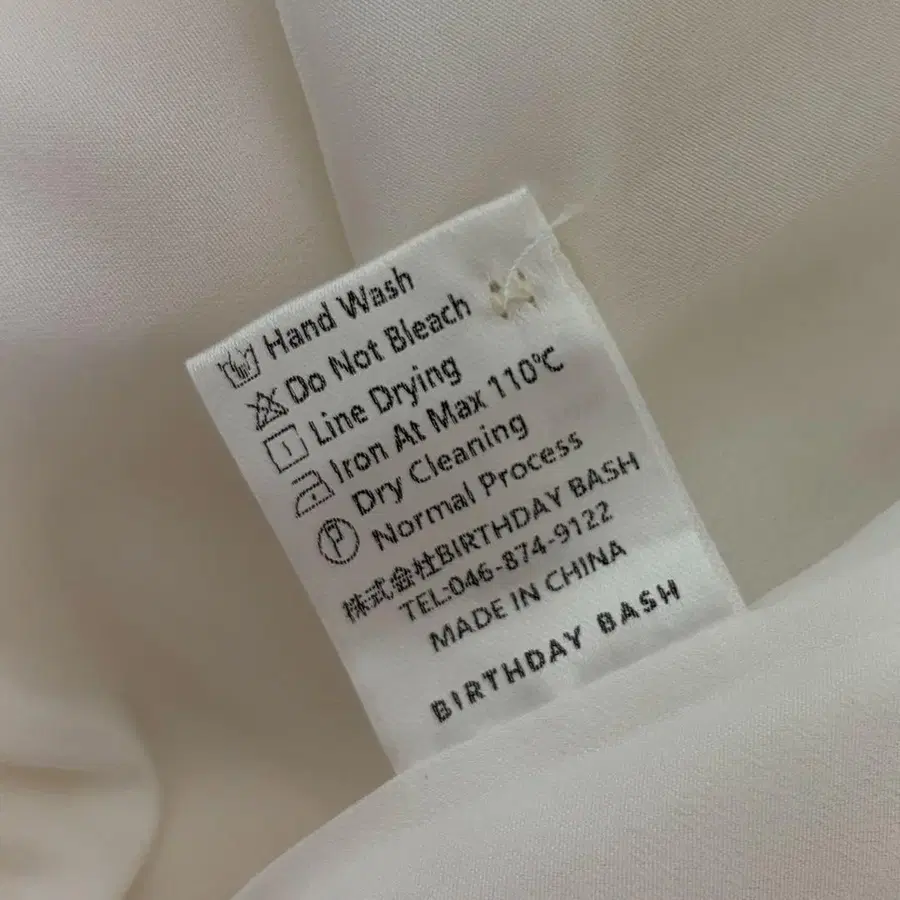 Hand Wash
Do Not Bleach
Line Drying
Iron At Max 110℃
Dry Cleaning
Normal Process
株式会社BIRTHDAY BASH
TEL:046-874-9122
MADE IN CHINA
BIRTHDAY BASH